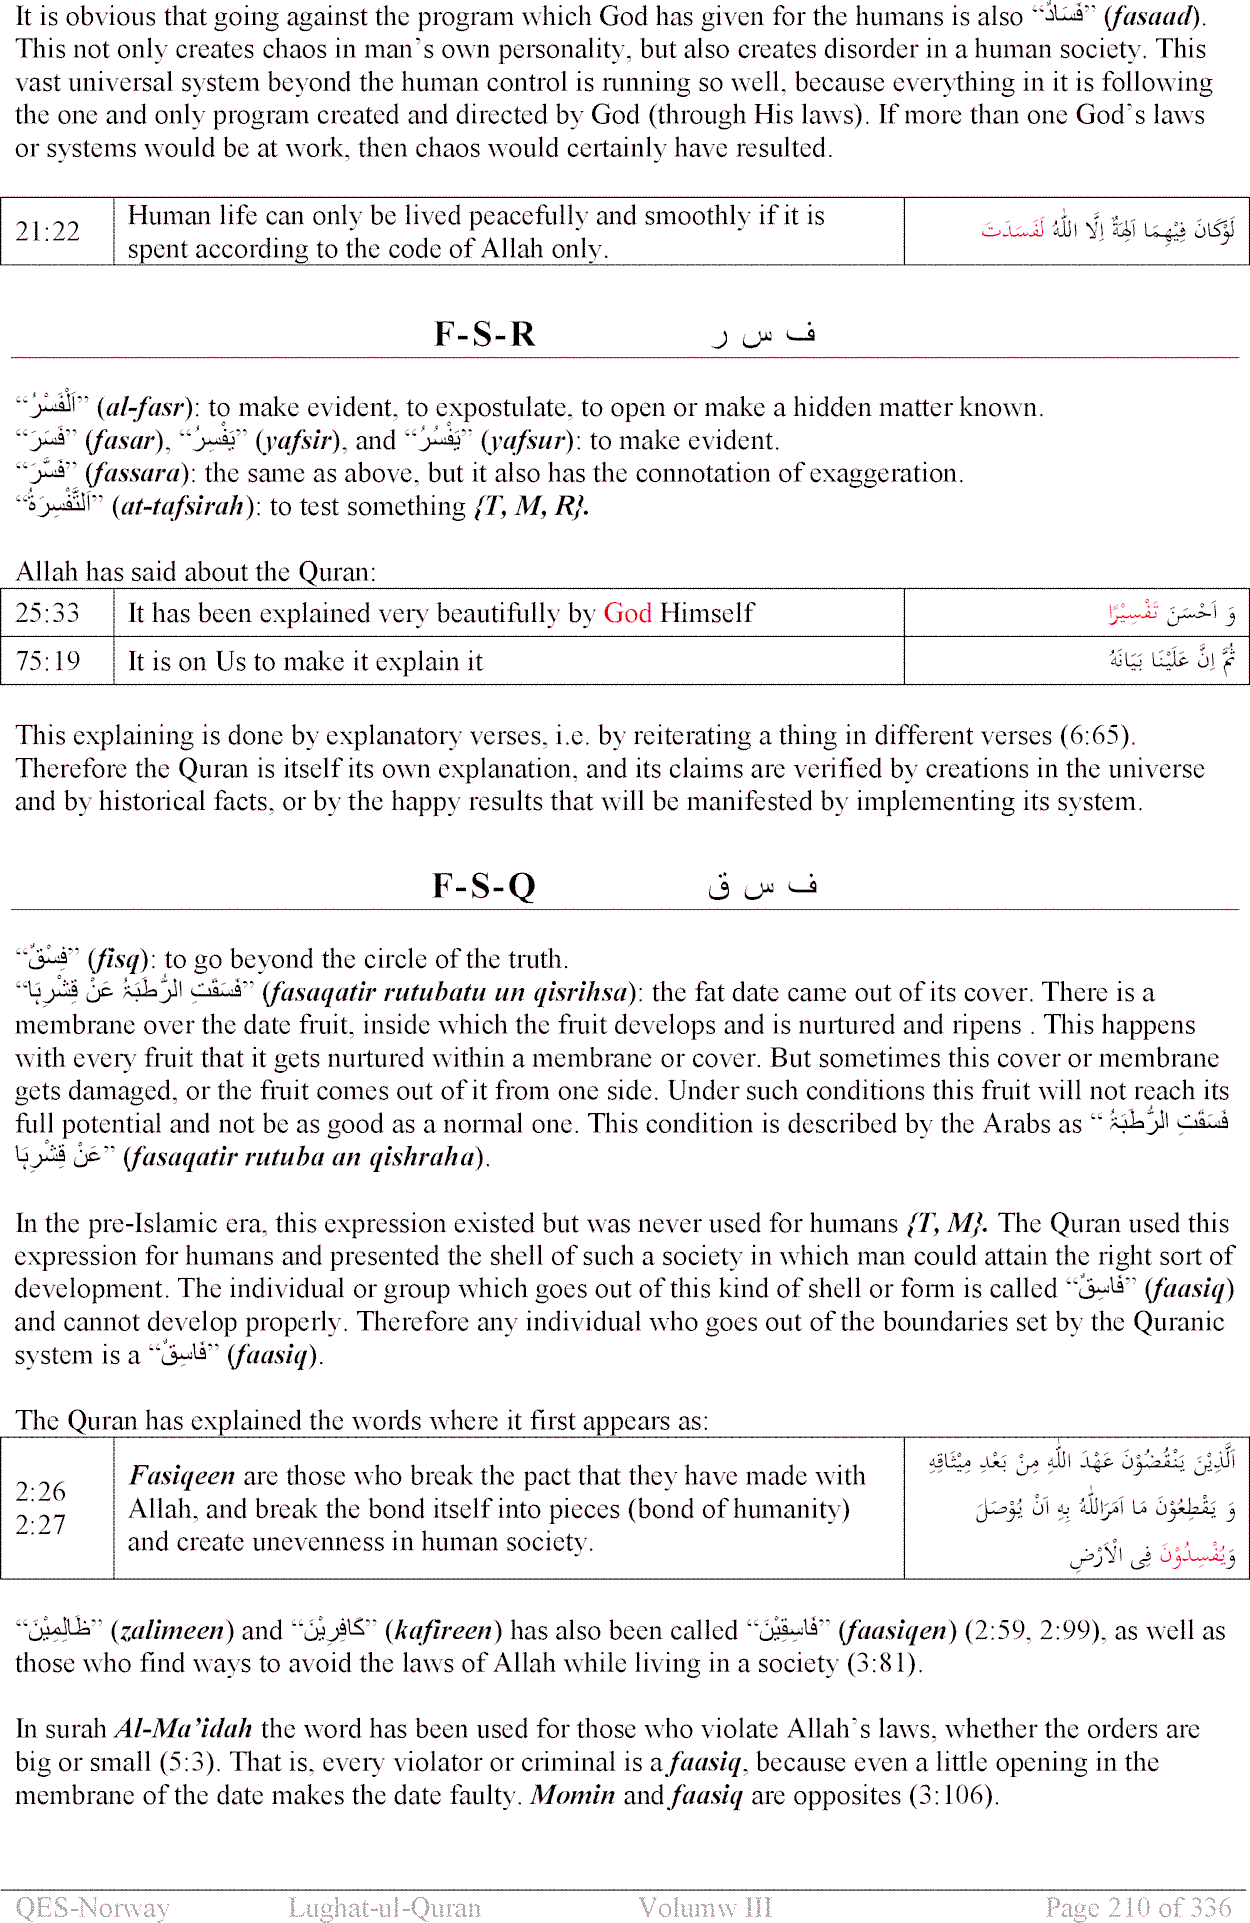 It is obvious that going against the program which God has given for the humans is also “فَسَادٌ” (fasaad).
This not only creates chaos in man’s own personality, but also creates disorder in a human society. This
vast universal system beyond the human control is running so well, because everything in it is following
the one and only program created and directed by God (through His laws). If more than one God’s laws
or systems would be at work, then chaos would certainly have resulted.
21:22 Human life can only be lived peacefully and smoothly if it is
spent according to the code of Allah only.
لَوْكَانَ فِيْهِمَا اٰلِهَةٌ اِلَّا اللّٰهُ لَفَسَدَتَ
F-S-R ف س ر
“اَلْفَسْرُ” (al-fasr): to make evident, to expostulate, to open or make a hidden matter known.
“فَسَرَ” (fasar), “يَفْسِرُ” (yafsir), and “يَفْسُرُ” (yafsur): to make evident.
“فَسَّرَ” (fassara): the same as above, but it also has the connotation of exaggeration.
“اَلتَّفْسِرَةُ” (at-tafsirah): to test something {T, M, R}.
Allah has said about the Quran:
25:33 It has been explained very beautifully by God Himself وَ اَحْسَنَ تَفْسِيْرًا
75:19 It is on Us to make it explain it ثُمَّ اِنَّ عَلَيْنَا بَيَانَهُ
This explaining is done by explanatory verses, i.e. by reiterating a thing in different verses (6:65).
Therefore the Quran is itself its own explanation, and its claims are verified by creations in the universe
and by historical facts, or by the happy results that will be manifested by implementing its system.
F-S-Q ف س ق
“فِسْقٌ” (fisq): to go beyond the circle of the truth.
“فَسَقَتِ الرُّطَبَۃُ عَنْ قِشْرِہَا” (fasaqatir rutubatu un qisrihsa): the fat date came out of its cover. There is a
membrane over the date fruit, inside which the fruit develops and is nurtured and ripens . This happens
with every fruit that it gets nurtured within a membrane or cover. But sometimes this cover or membrane
gets damaged, or the fruit comes out of it from one side. Under such conditions this fruit will not reach its
full potential and not be as good as a normal one. This condition is described by the Arabs as “فَسَقَتِ الرُّطَبَۃُ
عَنْ قِشْرِہَا” (fasaqatir rutuba an qishraha).
In the pre-Islamic era, this expression existed but was never used for humans {T, M}. The Quran used this
expression for humans and presented the shell of such a society in which man could attain the right sort of
development. The individual or group which goes out of this kind of shell or form is called “فَاسِقٌ” (faasiq)
and cannot develop properly. Therefore any individual who goes out of the boundaries set by the Quranic
system is a “فَاسِقٌ” (faasiq).
The Quran has explained the words where it first appears as:
2:26
2:27
Fasiqeen are those who break the pact that they have made with
Allah, and break the bond itself into pieces (bond of humanity)
and create unevenness in human society.
اَلَّذِيْنَ يَنْقُضُوْنَ عَهْدَ اللّٰهِ مِنْ بَعْدِ مِيْثَاقِهِ
وَ يَقْطَعُوْنَ مَا اَمَرَاللّٰهُ بِهِ اَنْ يُوْصَلَ
وَيُفْسِدُوْنَ فِى الْاَرْضِ
“ظَالِمِيْنَ” (zalimeen) and “كَافِرِيْنَ” (kafireen) has also been called “فَاسِقِيْنَ” (faasiqen) (2:59, 2:99), as well as
those who find ways to avoid the laws of Allah while living in a society (3:81).
In surah Al-Ma’idah the word has been used for those who violate Allah’s laws, whether the orders are
big or small (5:3). That is, every violator or criminal is a faasiq, because even a little opening in the
membrane of the date makes the date faulty. Momin and faasiq are opposites (3:106).
QES-Norway Lughat-ul-Quran Volumw III Page 210 of 336